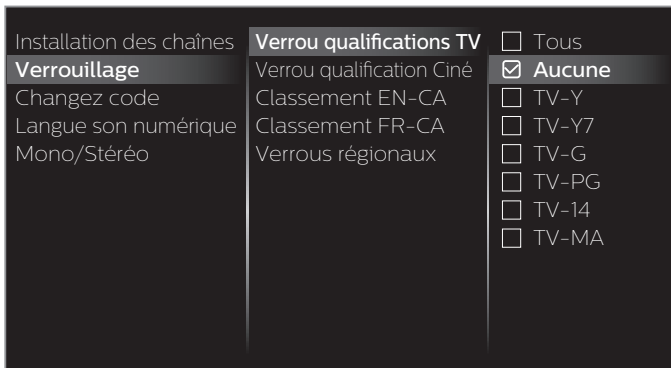 Installation des chaînes
Verrouillage
Changez code
Langue son numérique
Mono/Stéréo
Verrou qualifications TV
Verrou qualification Ciné
Classement EN-CA
Classement FR-CA
Verrous régionaux
Tous
Aucune
TV-Y
TV-Y7
TV-G
TV-PG
TV-14
TV-MA